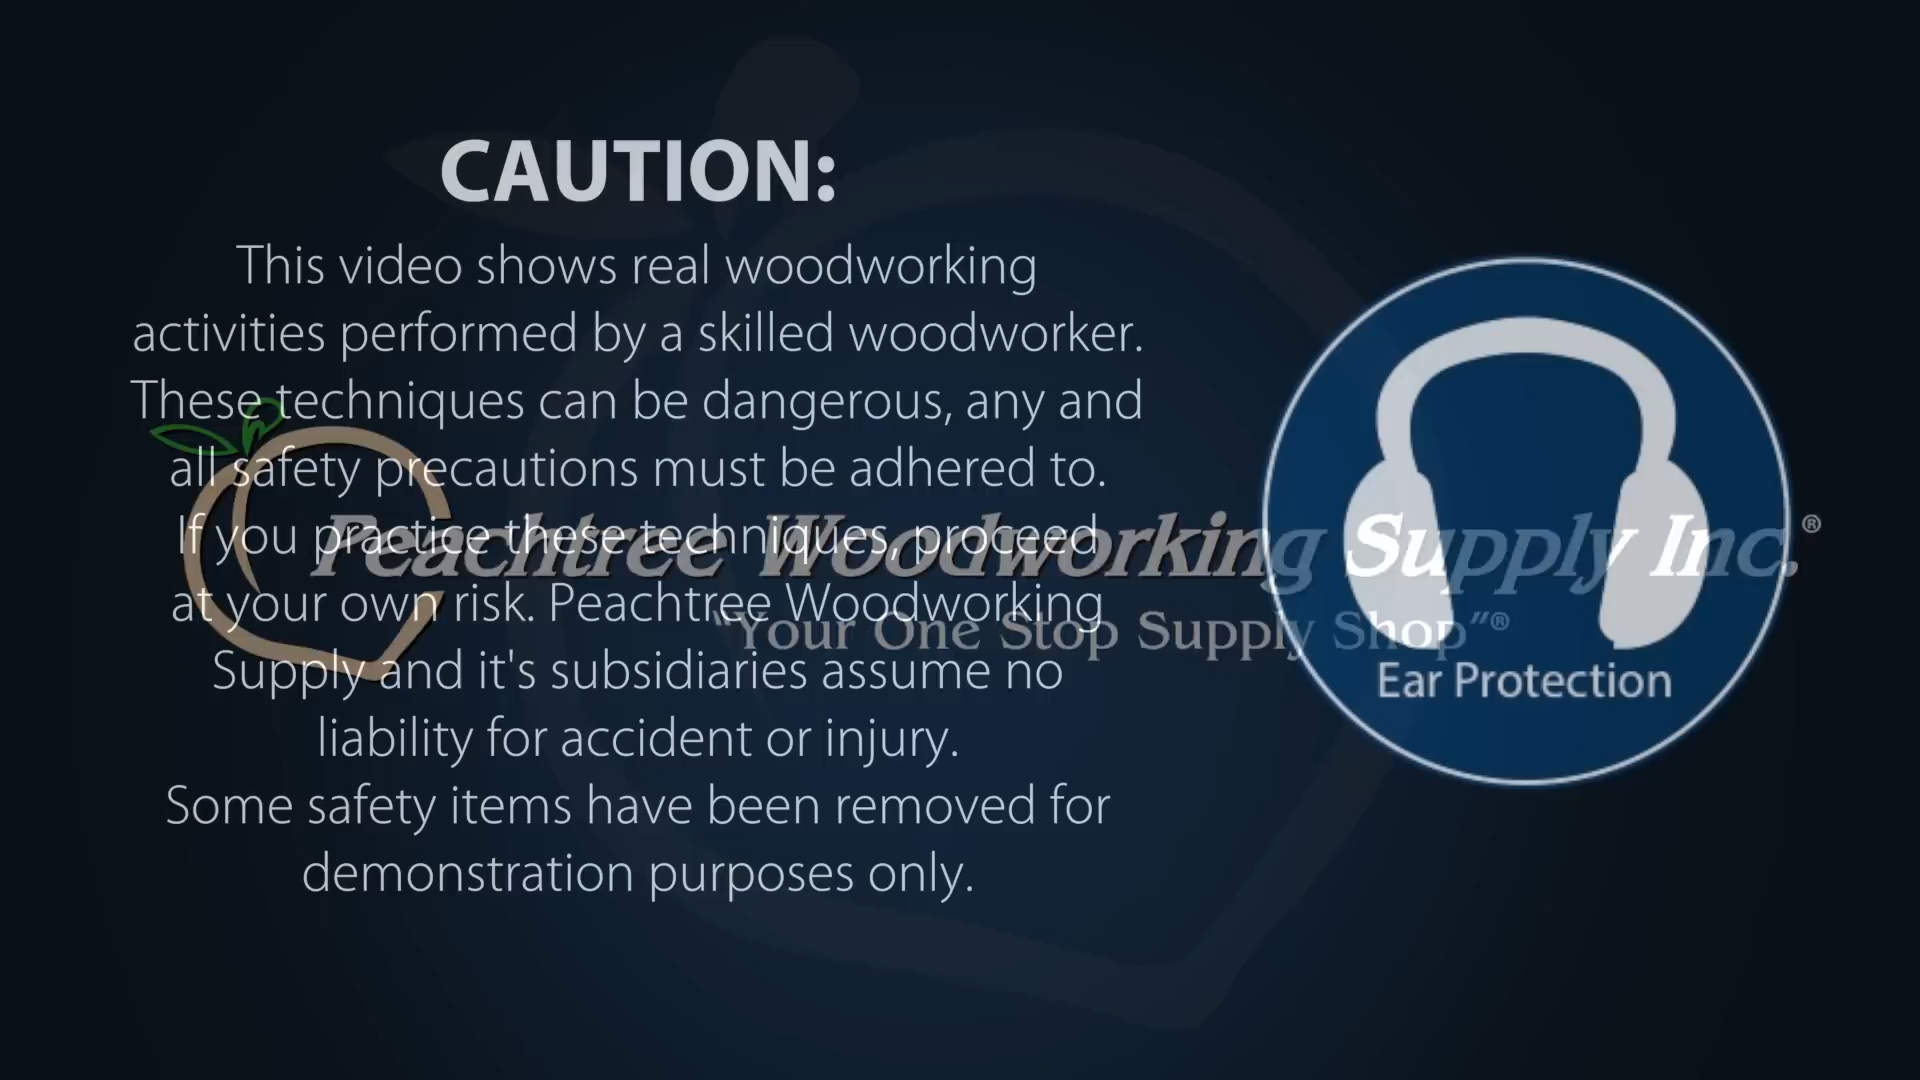 CAUTION:
This video shows real woodworking
activities performed by a skilled woodworker.
These techniques can be dangerous, any and
all safety precautions must be adhered to.
If you practice these techniques, proceed
at your own risk. Peachtree Woodworking
Supply and it's subsidiaries assume no
liability for accident or injury.
Some safety items have been removed for
demonstration purposes only.
Peachtree Woodworking Supply Inc.®
"Your One Stop Supply Shop"®
Ear Protection